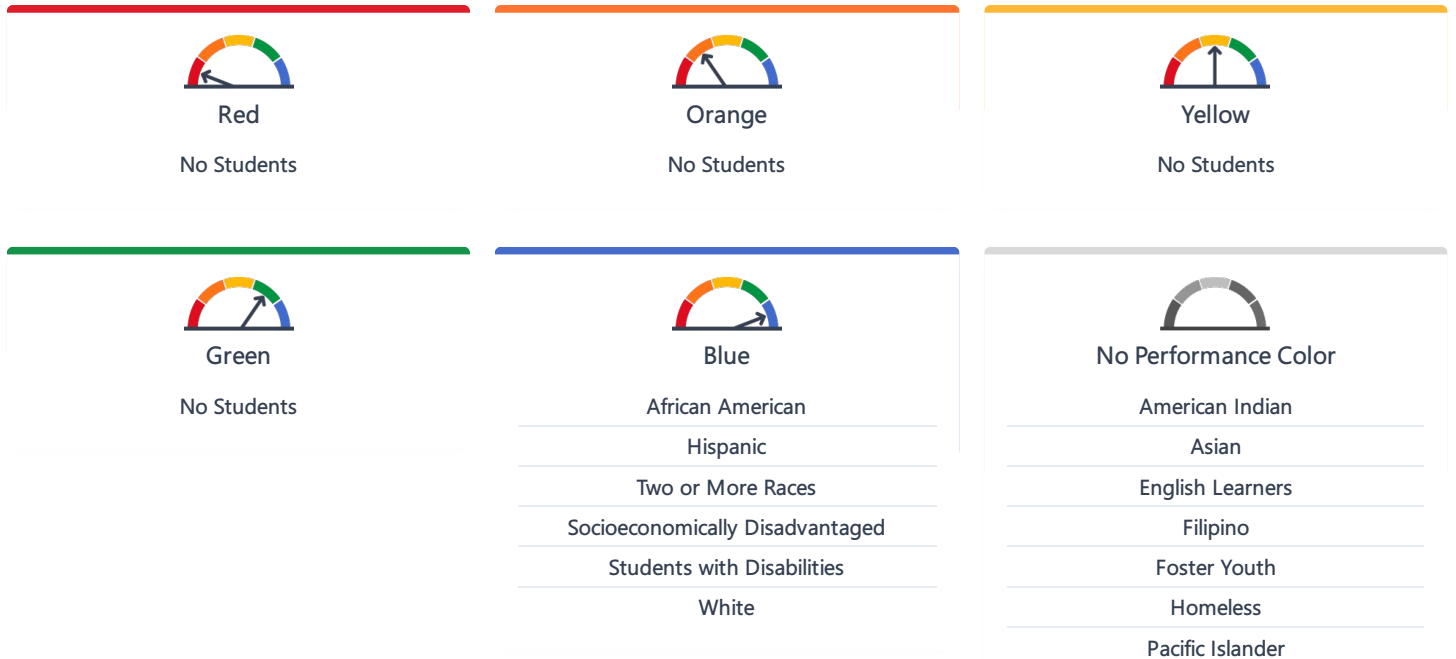 Red
No Students
Orange
No Students
Yellow
No Students
Green
No Students
Blue
African American
Hispanic
Two or More Races
Socioeconomically Disadvantaged
Students with Disabilities
White
No Performance Color
American Indian
Asian
English Learners
Filipino
Foster Youth
Homeless
Pacific Islander